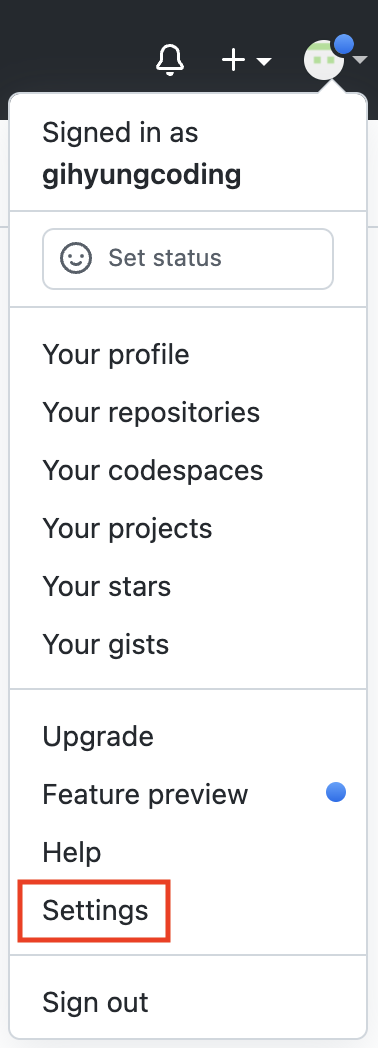 Signed in as
gihyungcoding
Set status
Your profile
Your repositories
Your codespaces
Your projects
Your stars
Your gists
Upgrade
Feature preview
Help
Settings
Sign out